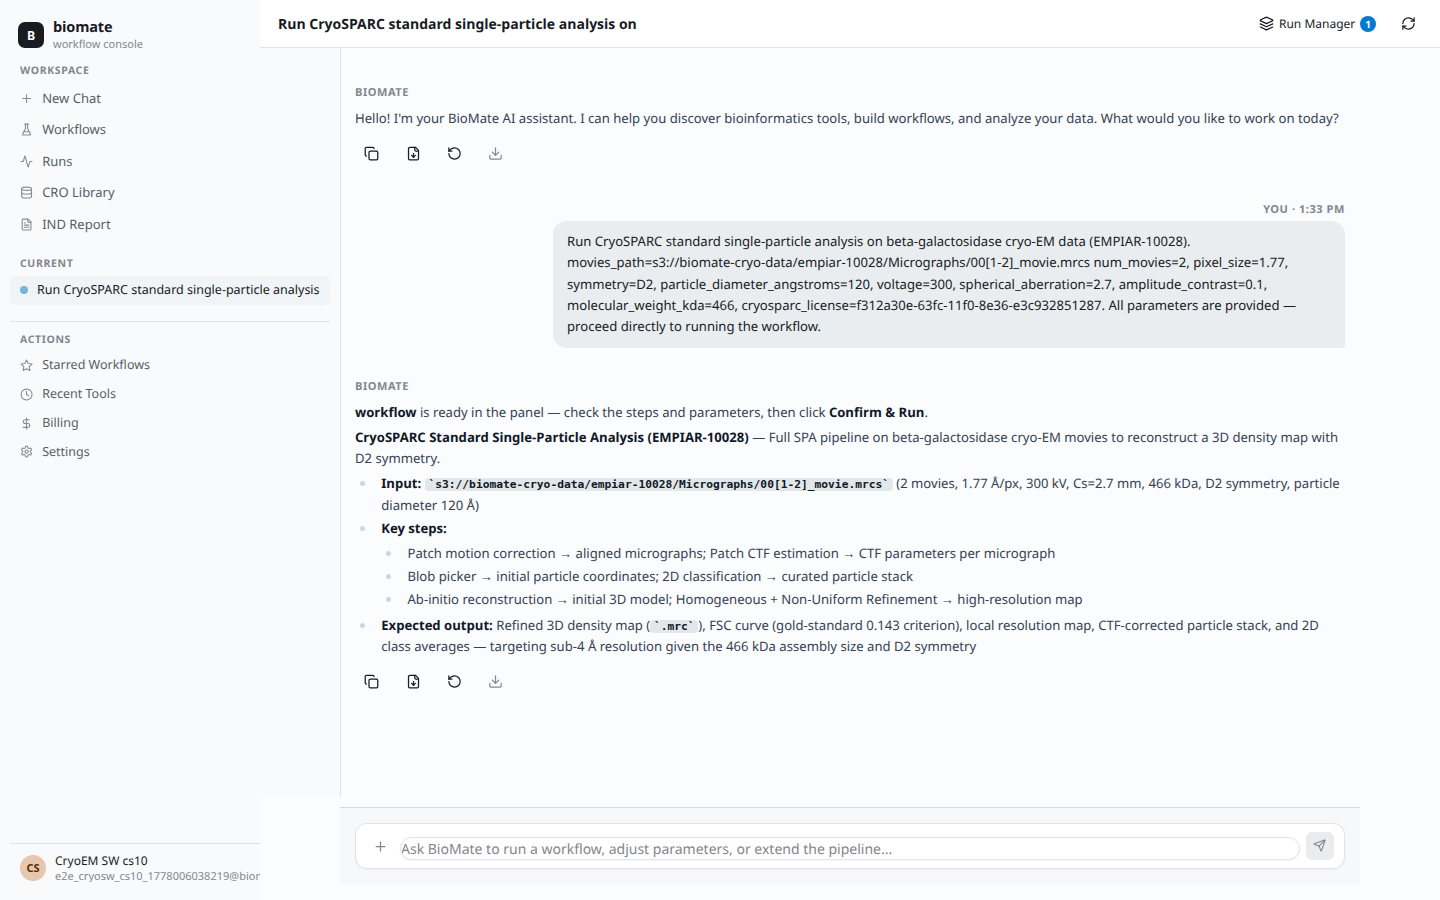 B
biomate
workflow console
WORKSPACE
New Chat
Workflows
Runs
CRO Library
IND Report
CURRENT
Run CryoSPARC standard single-particle analysis
ACTIONS
Starred Workflows
Recent Tools
Billing
Settings
CS
CryoEM SW cs10
e2e_cryosw_cs10_1778006038219@bior
Run CryoSPARC standard single-particle analysis on
Run Manager 1
BIOMATE
Hello! I'm your BioMate AI assistant. I can help you discover bioinformatics tools, build workflows, and analyze your data. What would you like to work on today?
YOU · 1:33 PM
Run CryoSPARC standard single-particle analysis on beta-galactosidase cryo-EM data (EMPIAR-10028).
movies_path=s3://biomate-cryo-data/empiar-10028/Micrographs/00[1-2]_movie.mrcs num_movies=2, pixel_size=1.77,
symmetry=D2, particle_diameter_angstroms=120, voltage=300, spherical_aberration=2.7, amplitude_contrast=0.1,
molecular_weight_kda=466, cryosparc_license=f312a30e-63fc-11f0-8e36-e3c932851287. All parameters are provided —
proceed directly to running the workflow.
BIOMATE
workflow is ready in the panel — check the steps and parameters, then click Confirm & Run.
CryoSPARC Standard Single-Particle Analysis (EMPIAR-10028) — Full SPA pipeline on beta-galactosidase cryo-EM movies to reconstruct a 3D density map with
D2 symmetry.
Input: `s3://biomate-cryo-data/empiar-10028/Micrographs/00[1-2]_movie.mrcs` (2 movies, 1.77 Å/px, 300 kV, Cs=2.7 mm, 466 kDa, D2 symmetry, particle
diameter 120 Å)
Key steps:
Patch motion correction → aligned micrographs; Patch CTF estimation → CTF parameters per micrograph
Blob picker → initial particle coordinates; 2D classification → curated particle stack
Ab-initio reconstruction → initial 3D model; Homogeneous + Non-Uniform Refinement → high-resolution map
Expected output: Refined 3D density map (`.mrc`), FSC curve (gold-standard 0.143 criterion), local resolution map, CTF-corrected particle stack, and 2D
class averages — targeting sub-4 Å resolution given the 466 kDa assembly size and D2 symmetry
Ask BioMate to run a workflow, adjust parameters, or extend the pipeline...